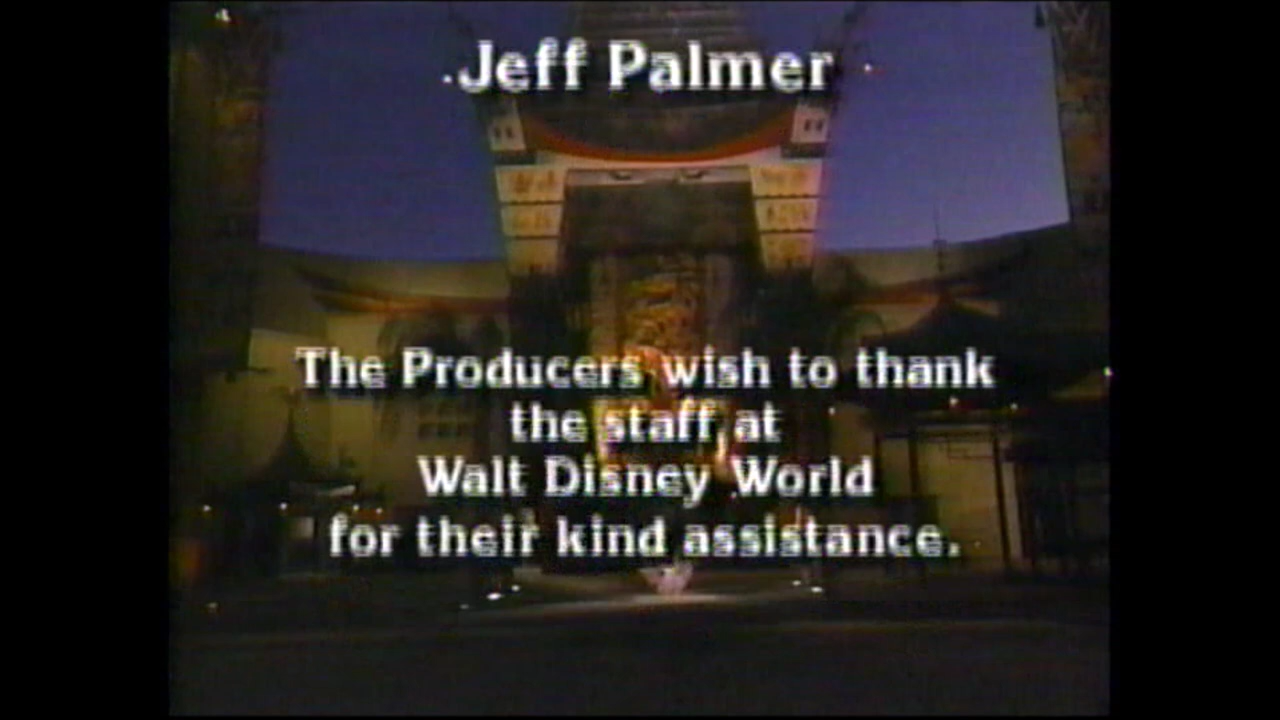 Jeff Palmer
The Producers wish to thank
the staff at
Walt Disney World
for their kind assistance.